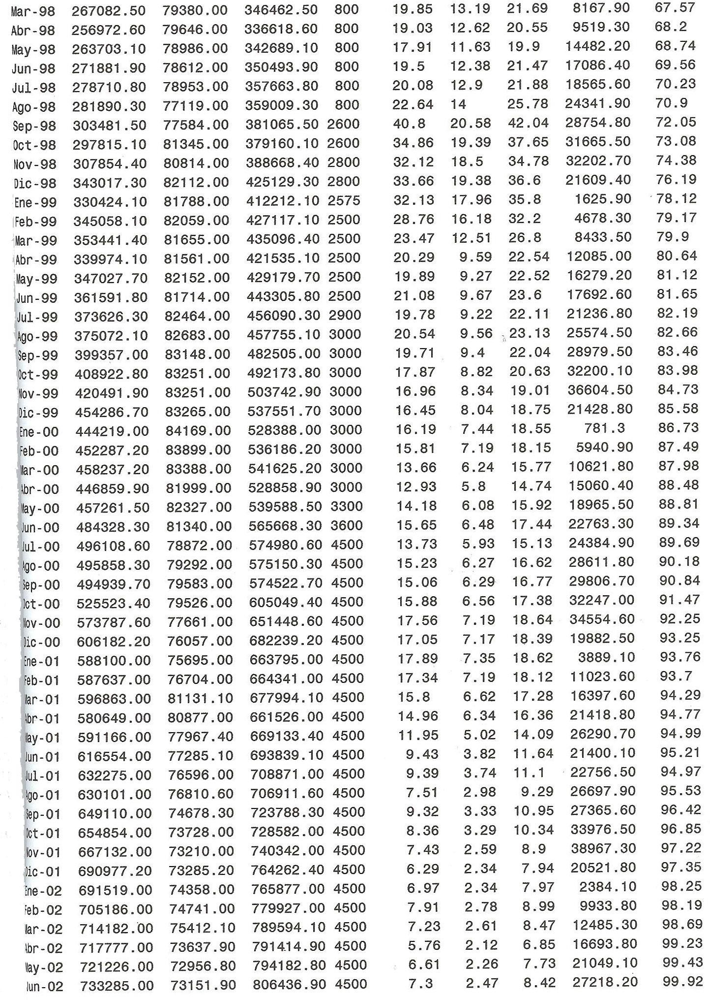 Mar-98 267082.50 79380.00 346462.50 800 19.85 13.19 21.69 8167.90 67.57
Abr-98 256972.60 79646.00 336618.60 800 19.03 12.62 20.55 9519.30 68.2
May-98 263703.10 78986.00 342689.10 800 17.91 11.63 19.9 14482.20 68.74
Jun-98 271881.90 78612.00 350493.90 800 19.5 12.38 21.47 17086.40 69.56
Jul-98 278710.80 78953.00 357663.80 800 20.08 12.9 21.88 18565.60 70.23
Ago-98 281890.30 77119.00 359009.30 800 22.64 14 25.78 24341.90 70.9
Sep-98 303481.50 77584.00 381065.50 2600 40.8 20.58 42.04 28754.80 72.05
Oct-98 297815.10 81345.00 379160.10 2600 34.86 19.39 37.65 31665.50 73.08
Nov-98 307854.40 80814.00 388668.40 2800 32.12 18.5 34.78 32202.70 74.38
Dic-98 343017.30 82112.00 425129.30 2800 33.66 19.38 36.6 21609.40 76.19
Ene-99 330424.10 81788.00 412212.10 2575 32.13 17.96 35.8 1625.90 78.12
Feb-99 345058.10 82059.00 427117.10 2500 28.76 16.18 32.2 4678.30 79.17
Mar-99 353441.40 81655.00 435096.40 2500 23.47 12.51 26.8 8433.50 79.9
Abr-99 339974.10 81561.00 421535.10 2500 20.29 9.59 22.54 12085.00 80.64
May-99 347027.70 82152.00 429179.70 2500 19.89 9.27 22.52 16279.20 81.12
Jun-99 361591.80 81714.00 443305.80 2500 21.08 9.67 23.6 17692.60 81.65
Jul-99 373626.30 82464.00 456090.30 2900 19.78 9.22 22.11 21236.80 82.19
Ago-99 375072.10 82683.00 457755.10 3000 20.54 9.56 23.13 25574.50 82.66
Sep-99 399357.00 83148.00 482505.00 3000 19.71 9.4 22.04 28979.50 83.46
Oct-99 408922.80 83251.00 492173.80 3000 17.87 8.82 20.63 32200.10 83.98
Nov-99 420491.90 83251.00 503742.90 3000 16.96 8.34 19.01 36604.50 84.73
Dic-99 454286.70 83265.00 537551.70 3000 16.45 8.04 18.75 21428.80 85.58
Ene-00 444219.00 84169.00 528388.00 3000 16.19 7.44 18.55 781.3 86.73
Feb-00 452287.20 83899.00 536186.20 3000 15.81 7.19 18.15 5940.90 87.49
Mar-00 458237.20 83388.00 541625.20 3000 13.66 6.24 15.77 10621.80 87.98
Abr-00 446859.90 81999.00 528858.90 3000 12.93 5.8 14.74 15060.40 88.48
May-00 457261.50 82327.00 539588.50 3300 14.18 6.08 15.92 18965.50 88.81
Jun-00 484328.30 81340.00 565668.30 3600 15.65 6.48 17.44 22763.30 89.34
Jul-00 496108.60 78872.00 574980.60 4500 13.73 5.93 15.13 24384.90 89.69
Ago-00 495858.30 79292.00 575150.30 4500 15.23 6.27 16.62 28611.80 90.18
Sep-00 494939.70 79583.00 574522.70 4500 15.06 6.29 16.77 29806.70 90.84
Oct-00 525523.40 79526.00 605049.40 4500 15.88 6.56 17.38 32247.00 91.47
Nov-00 573787.60 77661.00 651448.60 4500 17.56 7.19 18.64 34554.60 92.25
Dic-00 606182.20 76057.00 682239.20 4500 17.05 7.17 18.39 19882.50 93.25
Ene-01 588100.00 75695.00 663795.00 4500 17.89 7.35 18.62 3889.10 93.76
Feb-01 587637.00 76704.00 664341.00 4500 17.34 7.19 18.12 11023.60 93.7
Mar-01 596863.00 81131.10 677994.10 4500 15.8 6.62 17.28 16397.60 94.29
Abr-01 580649.00 80877.00 661526.00 4500 14.96 6.34 16.36 21418.80 94.77
May-01 591166.00 77967.40 669133.40 4500 11.95 5.02 14.09 26290.70 94.99
Jun-01 616554.00 77285.10 693839.10 4500 9.43 3.82 11.64 21400.10 95.21
Jul-01 632275.00 76596.00 708871.00 4500 9.39 3.74 11.1 22756.50 94.97
Ago-01 630101.00 76810.60 706911.60 4500 7.51 2.98 9.29 26697.90 95.53
Sep-01 649110.00 74678.30 723788.30 4500 9.32 3.33 10.95 27365.60 96.42
Oct-01 654854.00 73728.00 728582.00 4500 8.36 3.29 10.34 33976.50 96.85
Nov-01 667132.00 73210.00 740342.00 4500 7.43 2.59 8.9 38967.30 97.22
Dic-01 690977.20 73285.20 764262.40 4500 6.29 2.34 7.94 20521.80 97.35
Ene-02 691519.00 74358.00 765877.00 4500 6.97 2.34 7.97 2384.10 98.25
Feb-02 705186.00 74741.00 779927.00 4500 7.91 2.78 8.99 9933.80 98.19
Mar-02 714182.00 75412.10 789594.10 4500 7.23 2.61 8.47 12485.30 98.69
Abr-02 717777.00 73637.90 791414.90 4500 5.76 2.12 6.85 16693.80 99.23
May-02 721226.00 72956.80 794182.80 4500 6.61 2.26 7.73 21049.10 99.43
Jun-02 733285.00 73151.90 806436.90 4500 7.3 2.47 8.42 27218.20 99.92